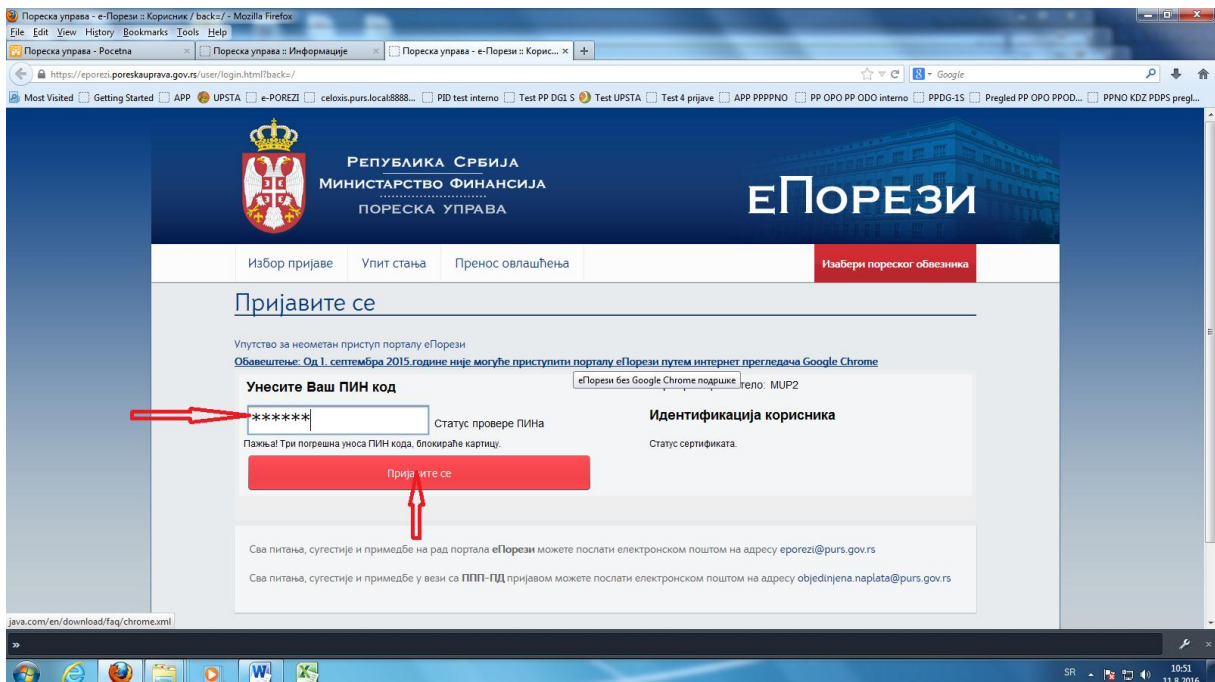 Пореска управа - е-Порези :: Корисник / back=/ - Mozilla Firefox
File Edit View History Bookmarks Tools Help
Пореска управа - Pocetna
Пореска управа :: Информације
Пореска управа - е-Порези :: Корис...
https://eporezi.poreskauprava.gov.rs/user/login.html?back=/
Google
Most Visited Getting Started APP UPSTA e-POREZI celoxis.purs.local:8888... PID test interno Test PP DG1 S Test UPSTA Test 4 prijave APP PPPPNO PP OPO PP ODO interno PPDG-1S Pregled PP OPO PPOD... PPNO KDZ PDPS pregl...
Република Србија
Министарство Финансија
ПОРЕСКА УПРАВА
еПорези
Избор пријаве Упит стања Пренос овлашћења Изабери пореског обвезника
Пријавите се
Упутство за неометан приступ порталу еПорези
Обавештење: Од 1. септембра 2015.године није могуће приступити порталу еПорези путем интернет прегледача Google Chrome
еПорези без Google Chrome подршке
Унесите Ваш ПИН код
тело: MUP2
******
Статус провере ПИНа
Идентификација корисника
Пажња! Три погрешна уноса ПИН кода, блокираће картицу.
Статус сертификата.
Пријавите се
Сва питања, сугестије и примедбе на рад портала еПорези можете послати електронском поштом на адресу eporezi@purs.gov.rs
Сва питања, сугестије и примедбе у вези са ППП-ПД пријавом можете послати електронском поштом на адресу objedinjena.naplata@purs.gov.rs
java.com/en/download/faq/chrome.xml
SR
10:51
11.8.2016